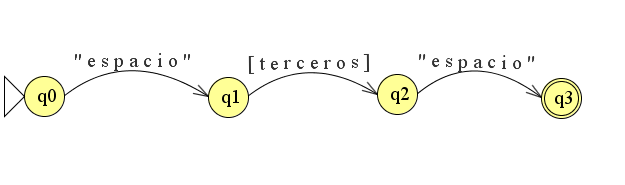 "espacio" [terceros] "espacio"
q0 q1 q2 q3